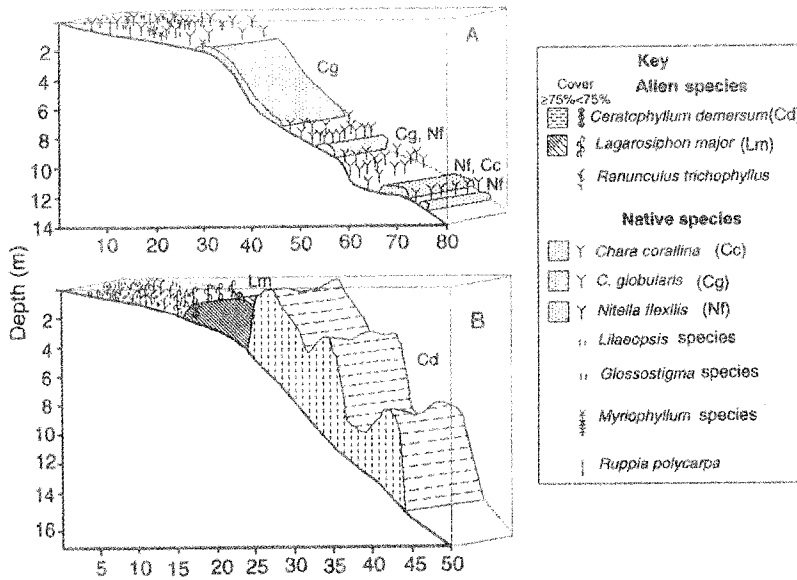 A
2
4
6
8
10
12
14
Cg
Cg, Nf
Nf, Cc
Nf
10 20 30 40 50 60 70 80
Depth (m)
B
2
4
6
8
10
12
14
16
Lm
Cd
5 10 15 20 25 30 35 40 45 50
Key
Cover
≥75%<75%
Alien species
Ceratophyllum demersum(Cd)
Lagarosiphon major (Lm)
Ranunculus trichophyllus
Native species
Chara corallina (Cc)
C. globularis (Cg)
Nitella flexilis (Nf)
Lilaeopsis species
Glossostigma species
Myriophyllum species
Ruppia polycarpa